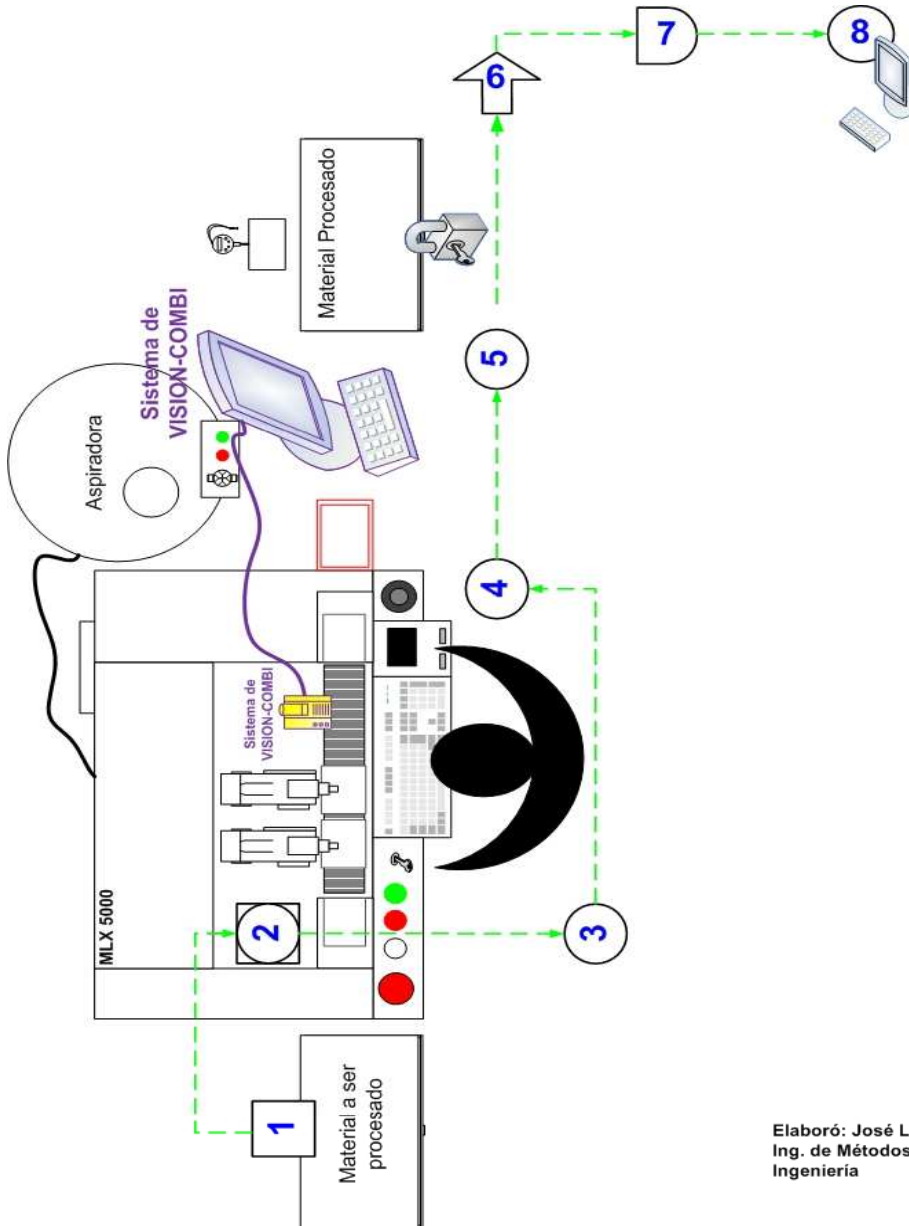 Material a ser
procesado
1
MLX 5000
2
3
Sistema de
VISION-COMBI
4
Aspiradora
Sistema de
VISION-COMBI
5
Material Procesado
6
7
8
Elaboró: José L
Ing. de Métodos
Ingeniería